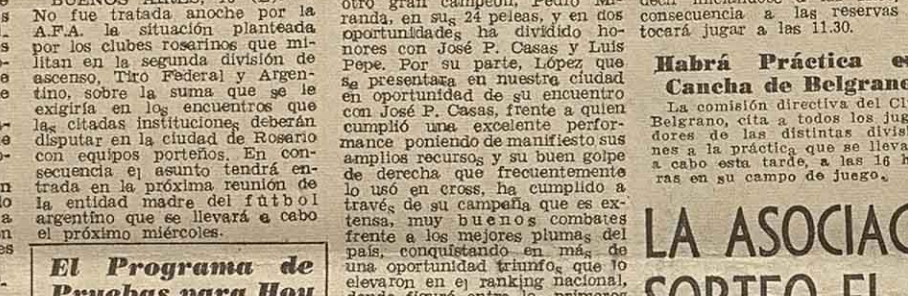 BUENOS AIRES,
No fue tratada anoche por la
A.F.A. la situación planteada
por los clubes rosarinos que mi-
litan en la segunda división de
ascenso, Tiro Federal y Argen-
tino, sobre la suma que se le
exigiría en los encuentros que
las citadas instituciones deberán
disputar en la ciudad de Rosario
con equipos porteños. En con-
secuencia el asunto tendrá en-
trada en la próxima reunión de
la entidad madre del fútbol
argentino que se llevará a cabo
el próximo miércoles.
El Programa de
Pruebas para Hoy
otro gran campeón, Pedro Mi-
randa, en sus 24 peleas, y en dos
oportunidades ha dividido ho-
nores con José P. Casas y Luis
Pepe. Por su parte, López que
se presentara en nuestra ciudad
en oportunidad de su encuentro
con José P. Casas, frente a quien
cumplió una excelente perfor-
mance poniendo de manifiesto sus
amplios recursos y su buen golpe
de derecha que frecuentemente
lo usó en cross, ha cumplido a
través de su campaña que es ex-
tensa, muy buenos combates
frente a los mejores plumas del
país, conquistando en más de
una oportunidad triunfos que lo
elevaron en el ranking nacional,
consecuencia a las reservas
tocará jugar a las 11.30.
Habrá Práctica e
Cancha de Belgrano
La comisión directiva del Cl
Belgrano, cita a todos los jug
dores de las distintas divisi
nes a la práctica que se lleva
a cabo esta tarde, a las 16 h
ras en su campo de juego.
LA ASOCIAC
SORTEO EL